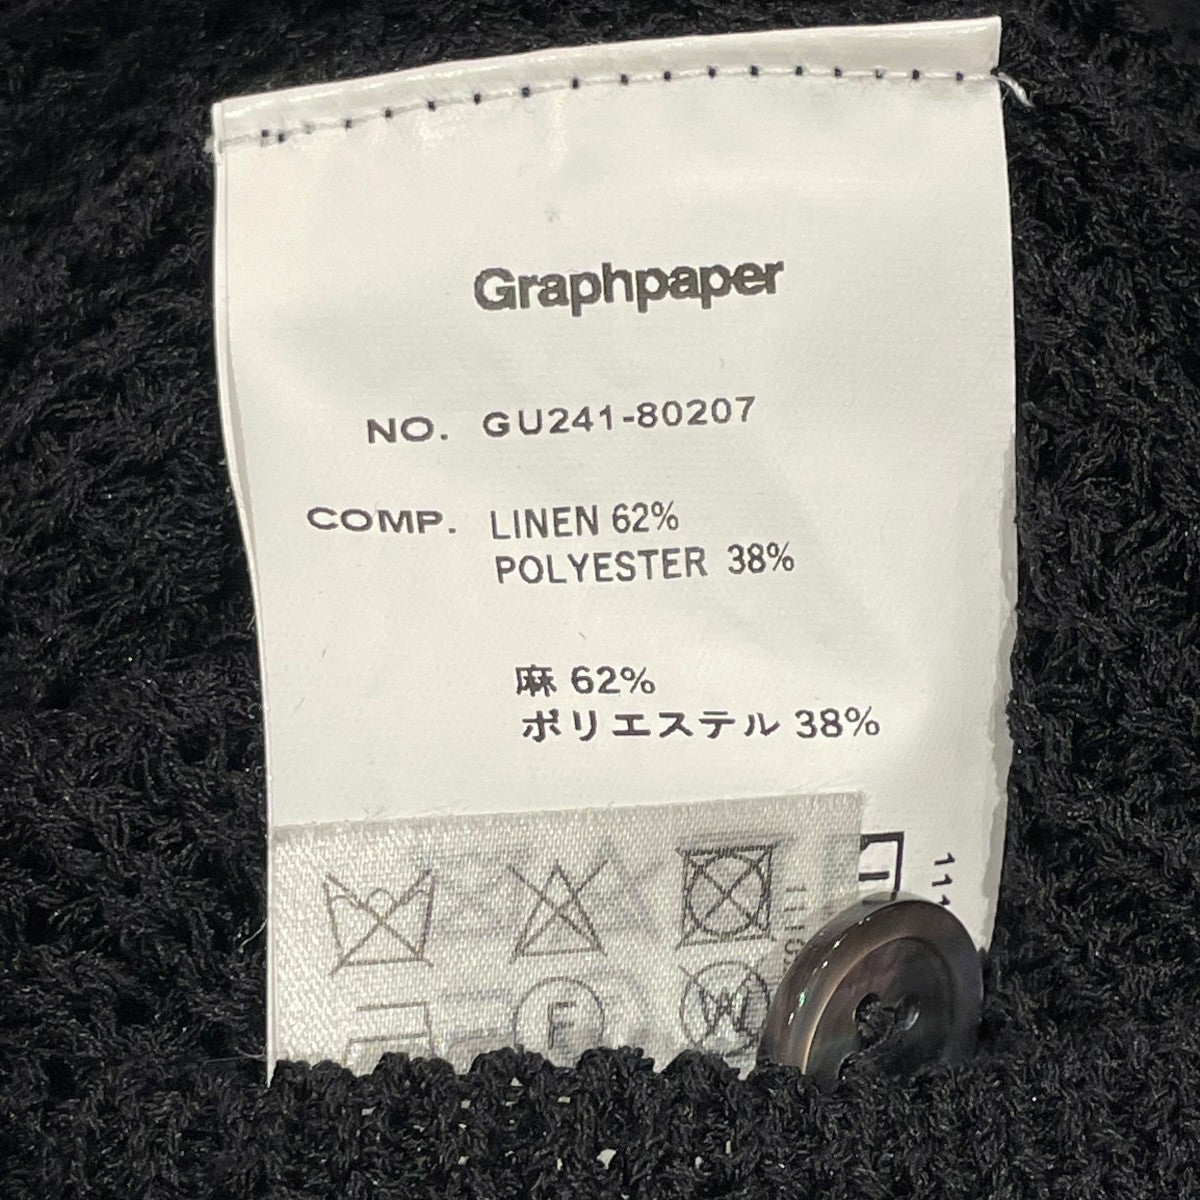 Graphpaper
NO. GU241-80207
COMP. LINEN 62%
POLYESTER 38%
麻 62%
ポリエステル 38%
F
W